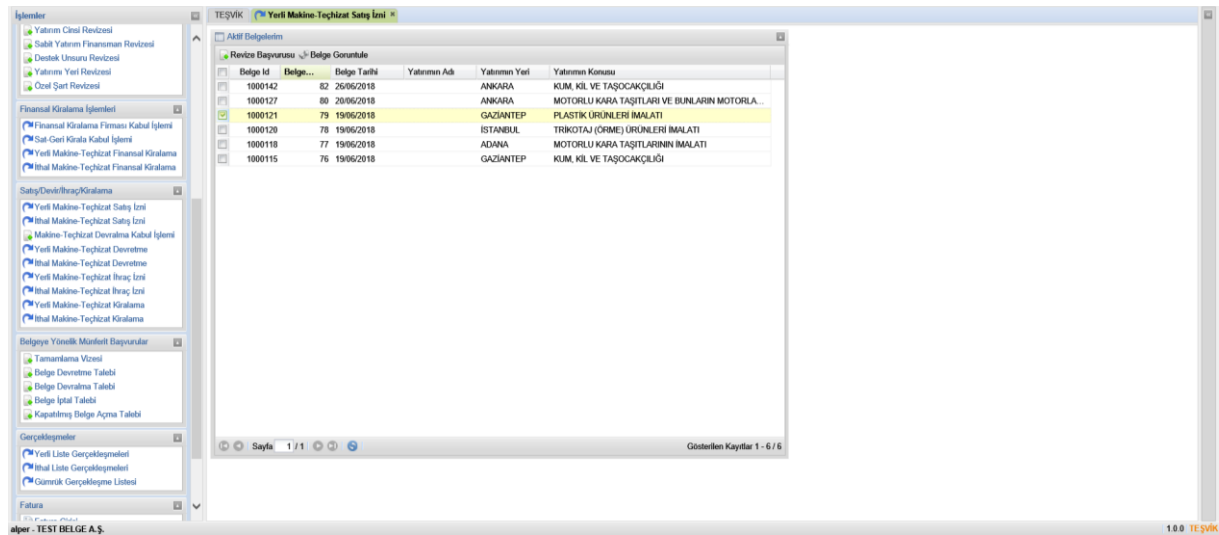 İşlemler
Yatırım Cinsi Revizesi
Sabit Yatırım Finansman Revizesi
Destek Unsuru Revizesi
Yatırımı Yeri Revizesi
Özel Şart Revizesi
Finansal Kiralama İşlemleri
Finansal Kiralama Firması Kabul İşlemi
Sat-Geri Kirala Kabul İşlemi
Yerli Makine-Teçhizat Finansal Kiralama
İthal Makine-Teçhizat Finansal Kiralama
Satış/Devir/İhraç/Kiralama
Yerli Makine-Teçhizat Satış İzni
İthal Makine-Teçhizat Satış İzni
Makine-Teçhizat Devralma Kabul İşlemi
Yerli Makine-Teçhizat Devretme
İthal Makine-Teçhizat Devretme
Yerli Makine-Teçhizat İhraç İzni
İthal Makine-Teçhizat İhraç İzni
Yerli Makine-Teçhizat Kiralama
İthal Makine-Teçhizat Kiralama
Belgeye Yönelik Münferit Başvurular
Tamamlama Vizesi
Belge Devretme Talebi
Belge Devralma Talebi
Belge İptal Talebi
Kapatılmış Belge Açma Talebi
Gerçekleşmeler
Yerli Liste Gerçekleşmeleri
İthal Liste Gerçekleşmeleri
Gümrük Gerçekleşme Listesi
Fatura
TEŞVİK Yerli Makine-Teçhizat Satış İzni
Aktif Belgelerim
Revize Başvurusu Belge Goruntule
Belge Id Belge... Belge Tarihi Yatırımın Adı Yatırımın Yeri Yatırımın Konusu
1000142 82 26/06/2018 ANKARA KUM, KİL VE TAŞOCAKÇILIĞI
1000127 80 20/06/2018 ANKARA MOTORLU KARA TAŞITLARI VE BUNLARIN MOTORLA...
1000121 79 19/06/2018 GAZİANTEP PLASTİK ÜRÜNLERİ İMALATI
1000120 78 19/06/2018 İSTANBUL TRİKOTAJ (ÖRME) ÜRÜNLERİ İMALATI
1000118 77 19/06/2018 ADANA MOTORLU KARA TAŞITLARININ İMALATI
1000115 76 19/06/2018 GAZİANTEP KUM, KİL VE TAŞOCAKÇILIĞI
Sayfa 1 / 1 Gösterilen Kayıtlar 1 - 6 / 6
alper - TEST BELGE A.Ş. 1.0.0 TEŞVİK